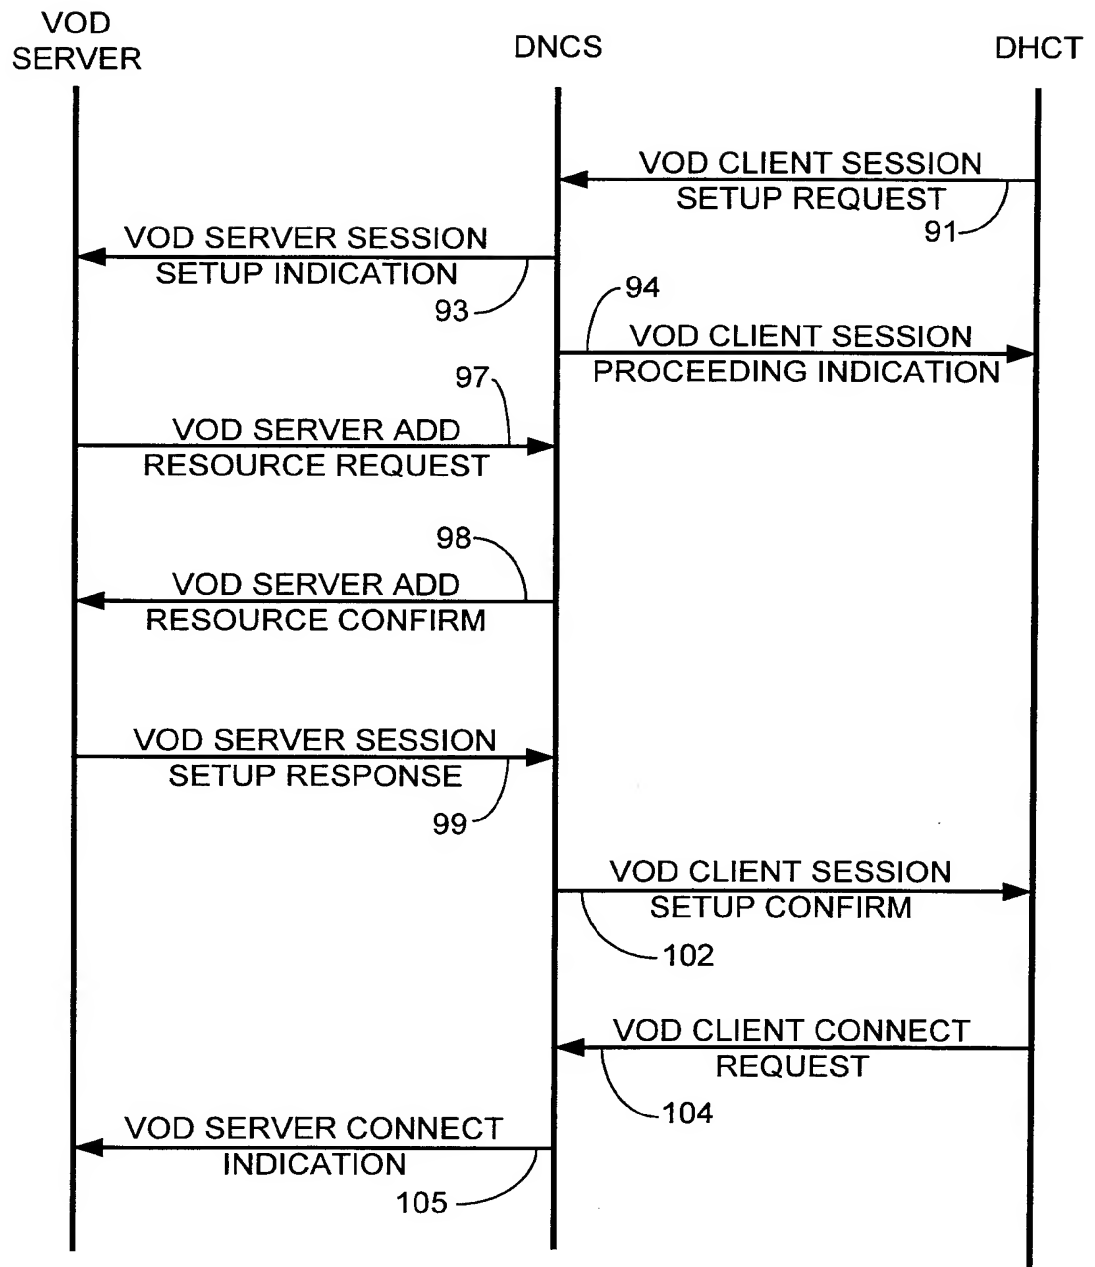 VOD
SERVER
DNCS
DHCT
VOD CLIENT SESSION
SETUP REQUEST
91
VOD SERVER SESSION
SETUP INDICATION
93
94
VOD CLIENT SESSION
PROCEEDING INDICATION
97
VOD SERVER ADD
RESOURCE REQUEST
98
VOD SERVER ADD
RESOURCE CONFIRM
VOD SERVER SESSION
SETUP RESPONSE
99
VOD CLIENT SESSION
SETUP CONFIRM
102
VOD CLIENT CONNECT
REQUEST
104
VOD SERVER CONNECT
INDICATION
105